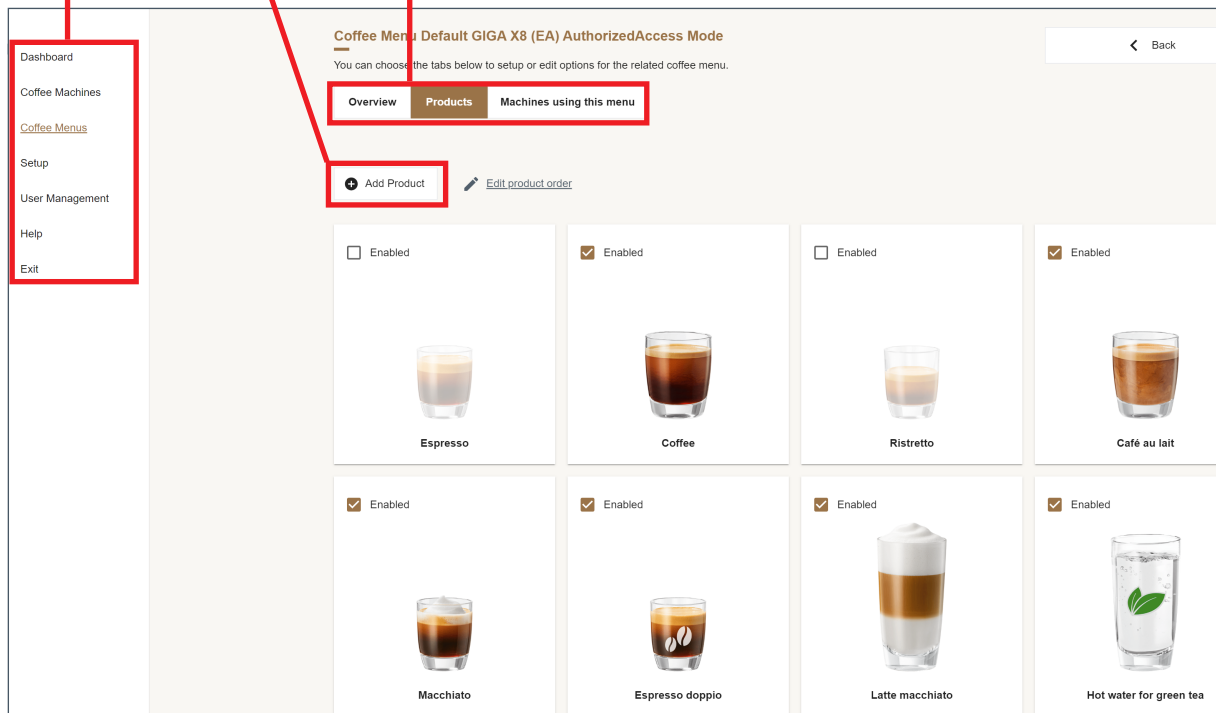 Coffee Menu Default GIGA X8 (EA) AuthorizedAccess Mode
Back
You can choose the tabs below to setup or edit options for the related coffee menu.
Dashboard
Coffee Machines
Coffee Menus
Setup
User Management
Help
Exit
Overview Products Machines using this menu
Add Product Edit product order
Enabled Enabled Enabled Enabled
Espresso Coffee Ristretto Café au lait
Enabled Enabled Enabled Enabled
Macchiato Espresso doppio Latte macchiato Hot water for green tea